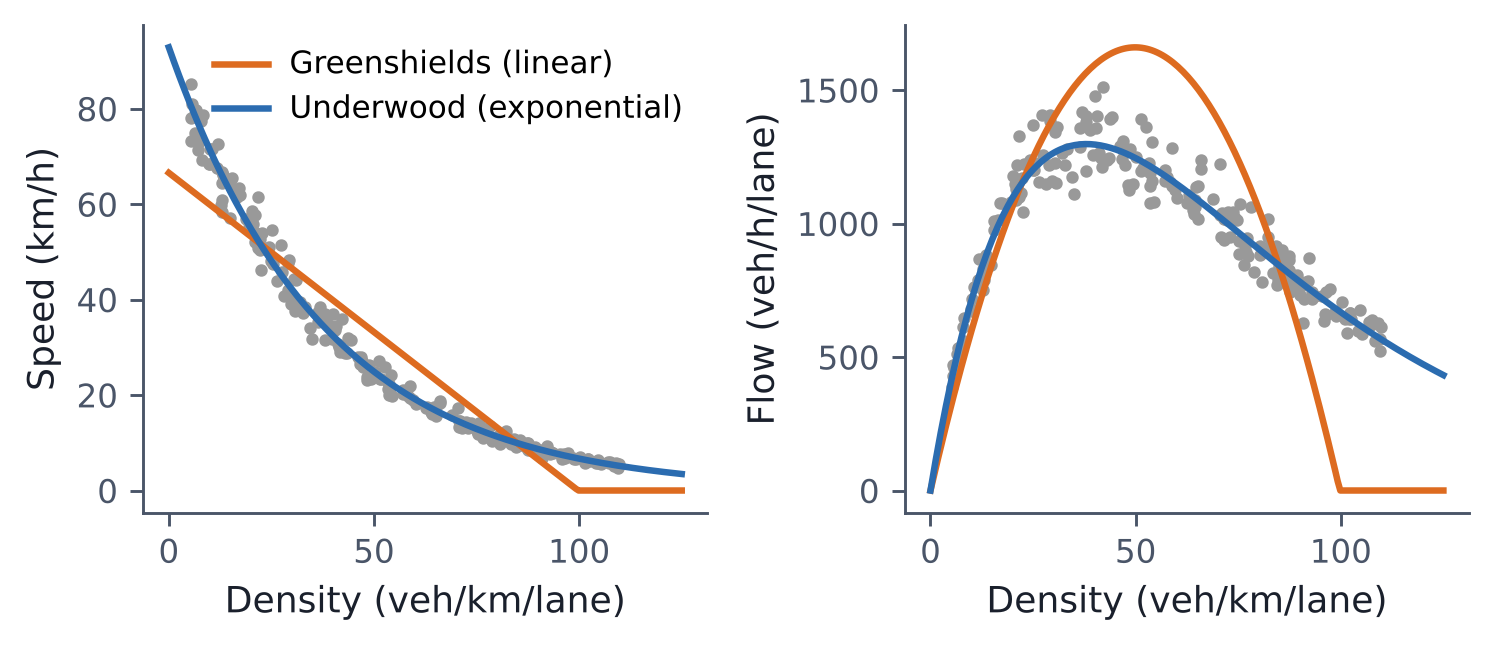 Greenshields (linear)
Underwood (exponential)
Speed (km/h)
80
60
40
20
0
0 50 100
Density (veh/km/lane)
Flow (veh/h/lane)
1500
1000
500
0
0 50 100
Density (veh/km/lane)